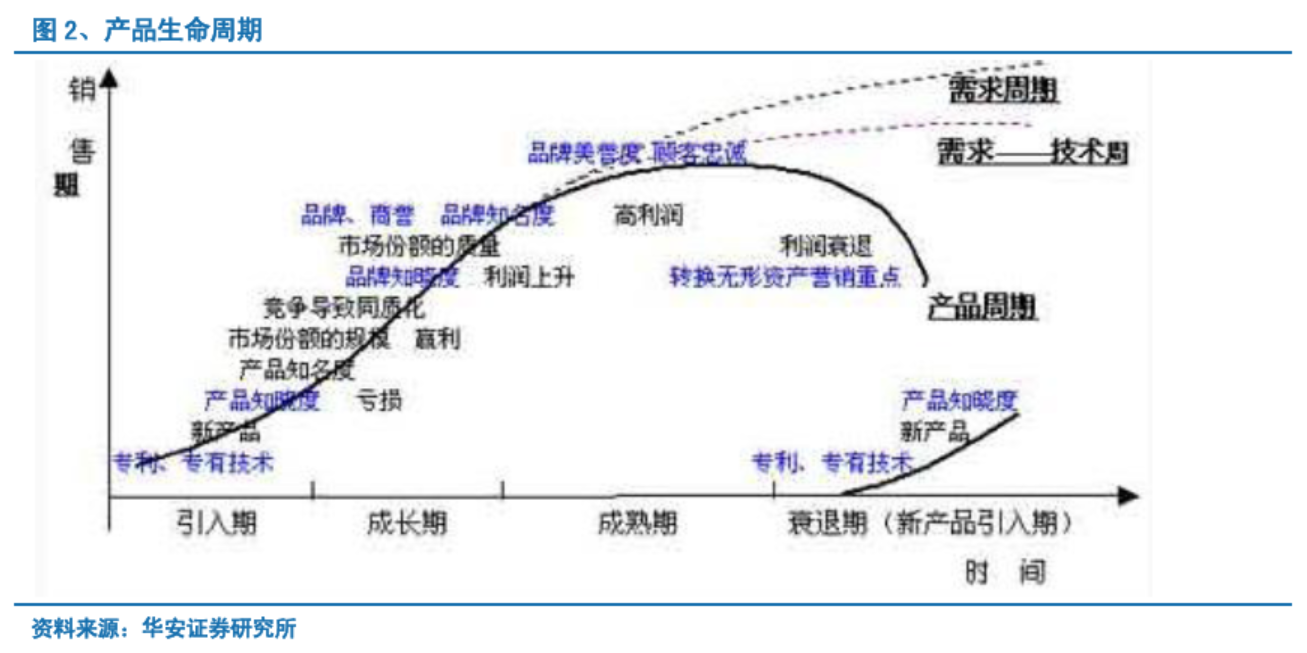 图 2、产品生命周期
销
售
期
需求周期
需求——技术周
品牌美誉度 顾客忠诚
品牌、商誉 品牌知名度 高利润
市场份额的质量 利润衰退
品牌知晓度 利润上升 转换无形资产营销重点
竞争导致同质化 产品周期
市场份额的规模 赢利
产品知名度
产品知晓度 亏损 产品知晓度
新产品 新产品
专利、专有技术 专利、专有技术
引入期 成长期 成熟期 衰退期（新产品引入期）
时 间
资料来源：华安证券研究所